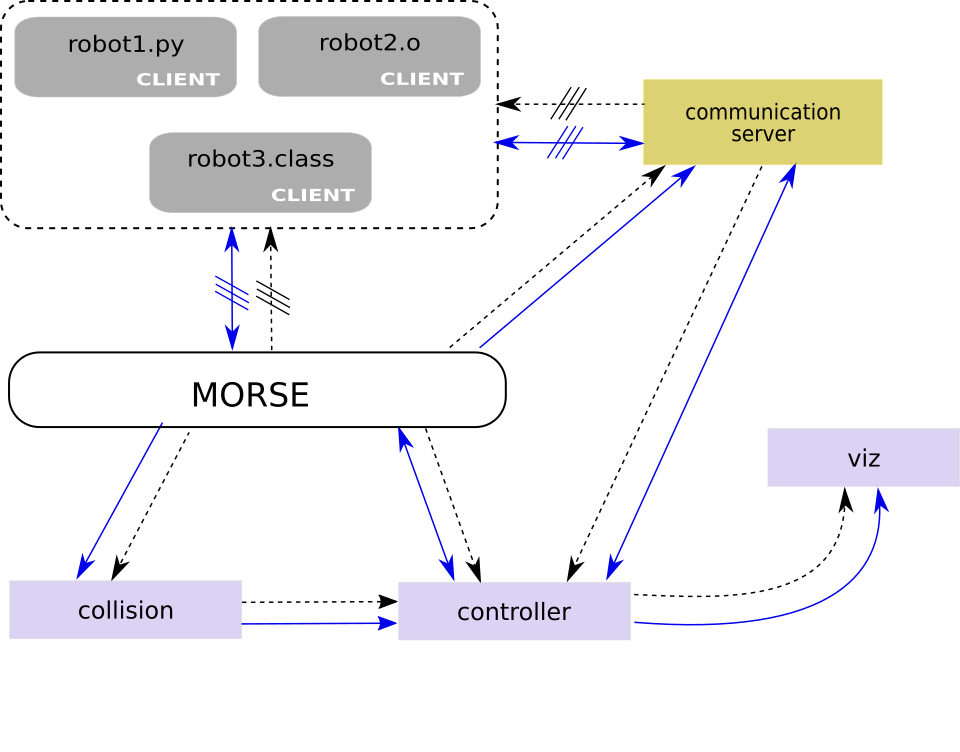 robot1.py
CLIENT
robot2.o
CLIENT
robot3.class
CLIENT
communication
server
MORSE
viz
collision
controller